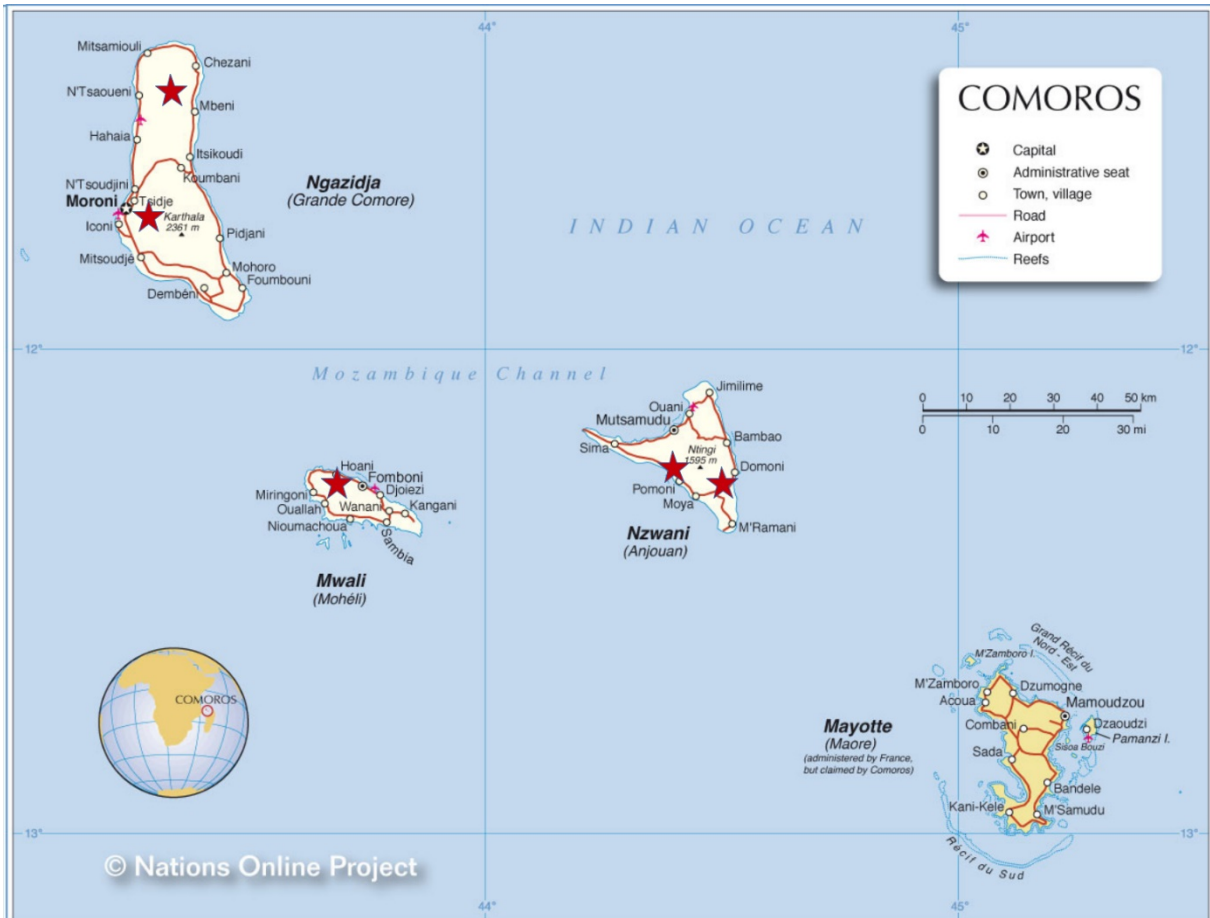 44°
45°
Mitsamiouli
Chezani
N'Tsaoueni
Mbeni
Hahaia
Itsikoudi
Koumbani
N'Tsoudjini
Moroni
Tsidje
Karthala
2361 m
Iconi
Pidjani
Mitsoudjé
Mohoro
Foumbouni
Dembéni
Ngazidja
(Grande Comore)
INDIAN OCEAN
COMOROS
Capital
Administrative seat
Town, village
Road
Airport
Reefs
12°
12°
Mozambique Channel
0 10 20 30 40 50 km
0 10 20 30 mi
Jimilime
Ouani
Mutsamudu
Bambao
Sima
Ntingi
1595 m
Domoni
Pomoni
Moya
M'Ramani
Nzwani
(Anjouan)
Hoani
Fomboni
Djoiezi
Miringoni
Ouallah
Wanani
Kangani
Nioumachoua
Sambia
Mwali
(Mohéli)
COMOROS
Grand Récif du
Nord - Est
M'Zamboro I.
M'Zamboro
Dzumogne
Acoua
Mamoudzou
Combani
Dzaoudzi
Pamanzi I.
Sisoa Bouzi
Sada
Mayotte
(Maore)
(administered by France,
but claimed by Comoros)
Bandele
Kani-Kele
M'Samudu
Récif du Sud
13°
13°
© Nations Online Project
44°
45°